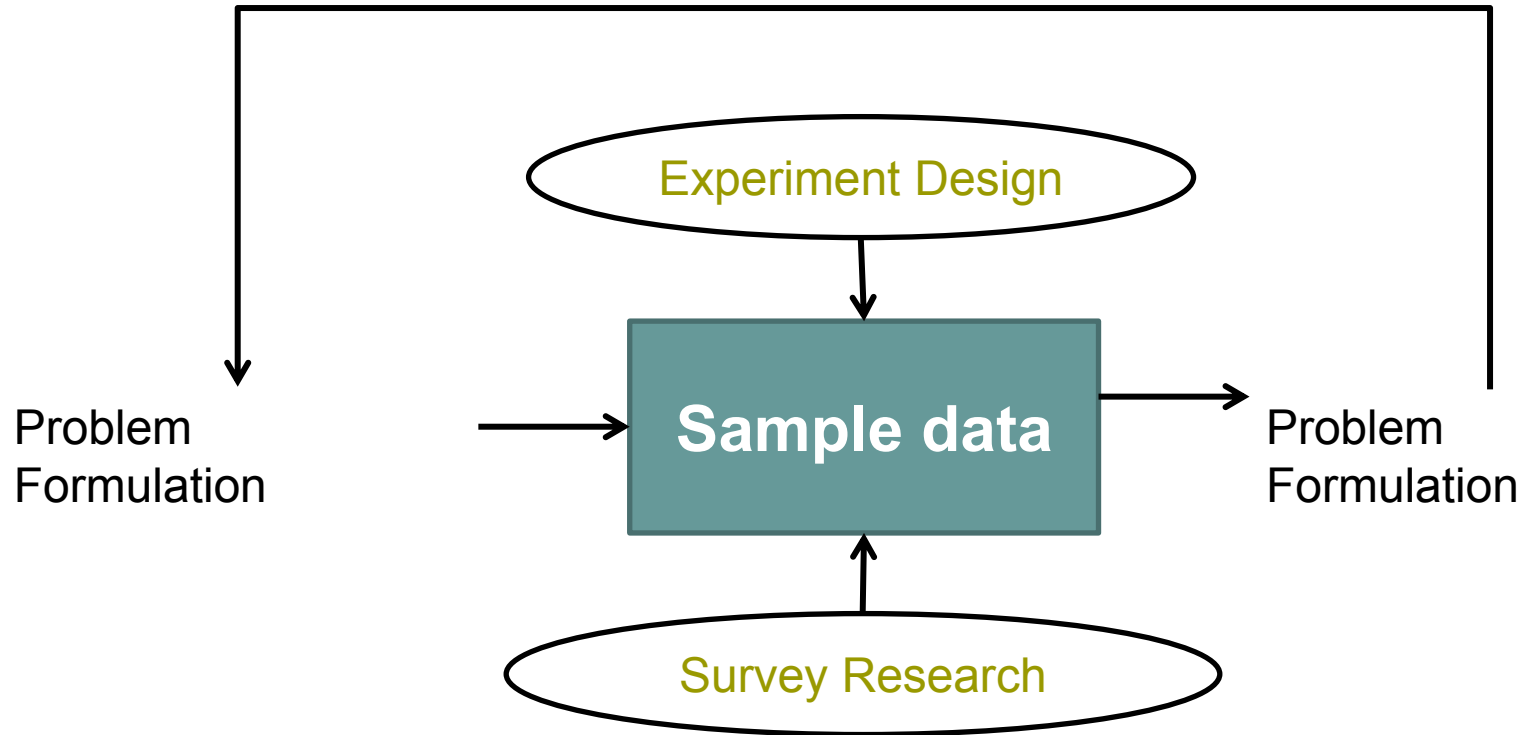 Experiment Design
Problem
Formulation
Sample data
Problem
Formulation
Survey Research